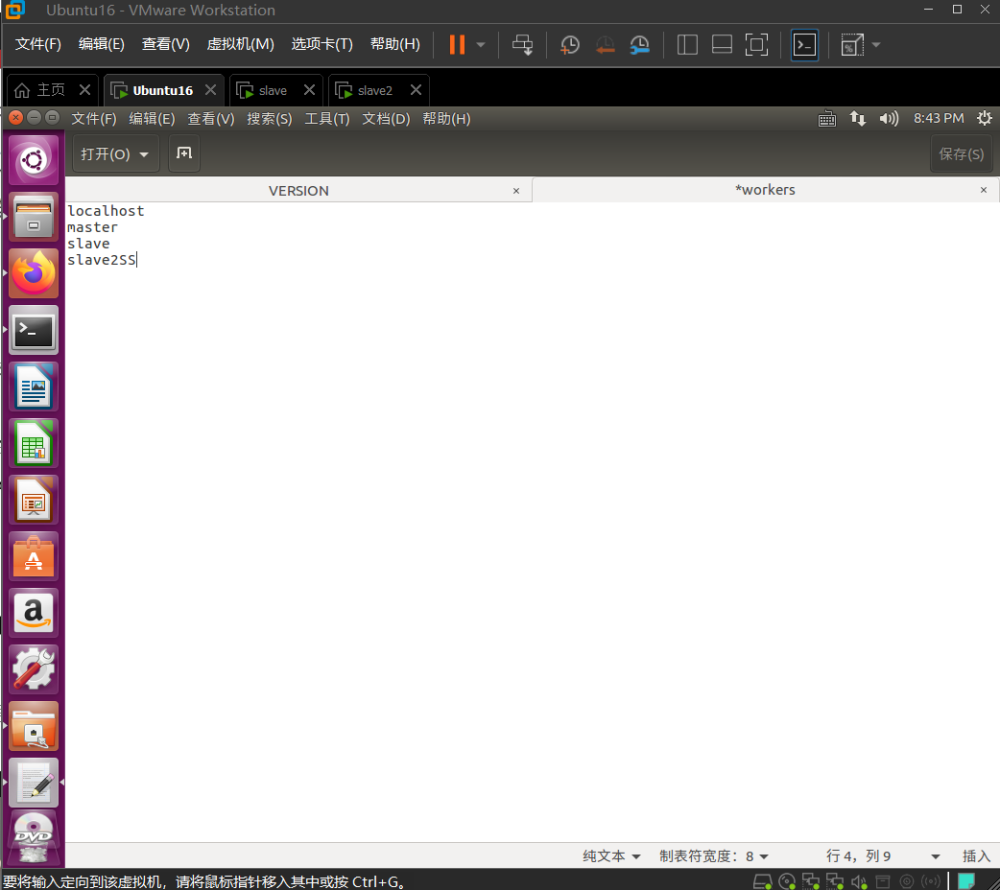 Ubuntu16 - VMware Workstation
文件(F) 编辑(E) 查看(V) 虚拟机(M) 选项卡(T) 帮助(H)
主页 Ubuntu16 slave slave2
文件(F) 编辑(E) 查看(V) 搜索(S) 工具(T) 文档(D) 帮助(H) 8:43 PM
打开(O) 保存(S)
VERSION × *workers ×
localhost
master
slave
slave2SS
DVD
纯文本 制表符宽度：8 行 4，列 9 插入
要将输入定向到该虚拟机，请将鼠标指针移入其中或按 Ctrl+G。